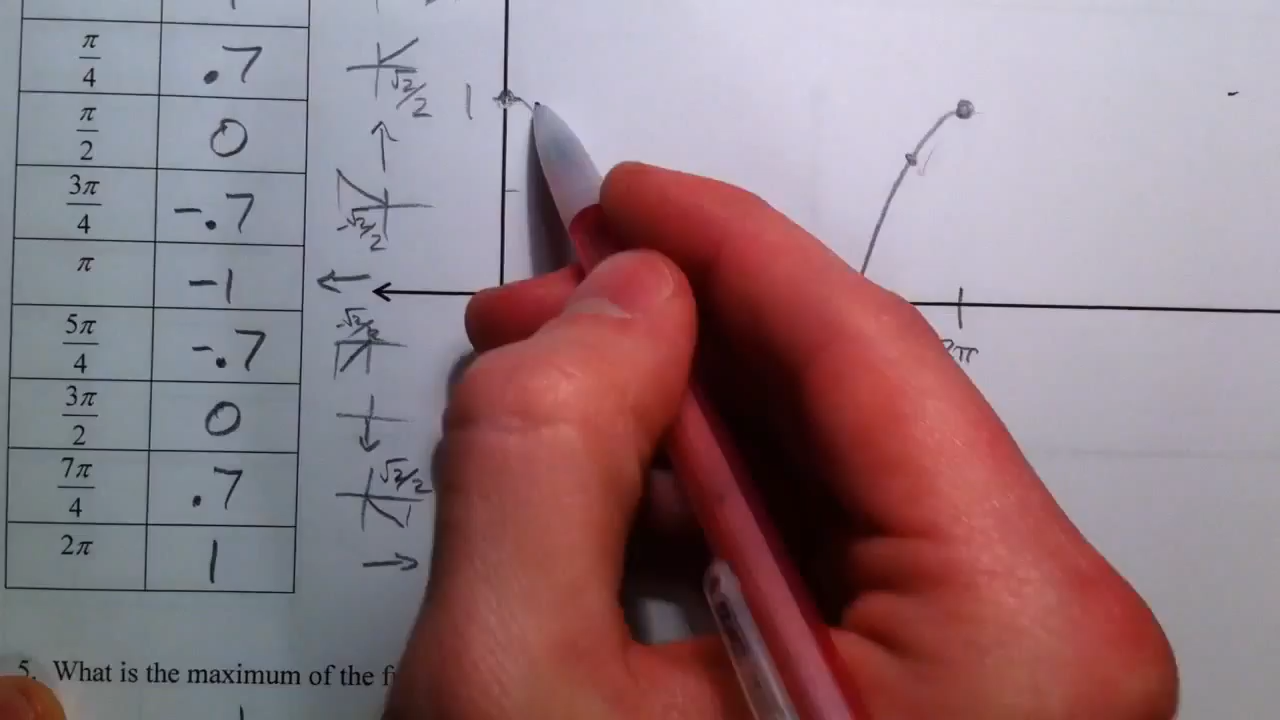 π/4 .7 √2/2
1
π/2 0
3π/4 -.7 -√2/2
π -1
5π/4 -.7 -√2/2
2π
3π/2 0
7π/4 .7 √2/2
2π 1
5. What is the maximum of the f